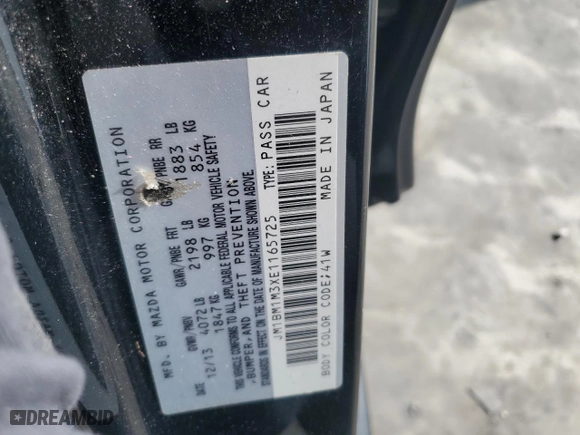 MFD. BY MAZDA MOTOR CORPORATION
DATE GVWR/PNBV GAWR/PNBE FRT GAWR/PNBE RR
12/13 4072 LB 2198 LB 1883 LB
1847 KG 997 KG 854 KG
THIS VEHICLE CONFORMS TO ALL APPLICABLE FEDERAL MOTOR VEHICLE SAFETY
,BUMPER,AND THEFT PREVENTION
STANDARDS IN EFFECT ON THE DATE OF MANUFACTURE SHOWN ABOVE.
JM1BM1M3XE1165725 TYPE: PASS CAR
BODY COLOR CODE;41W MADE IN JAPAN
DREAMBID